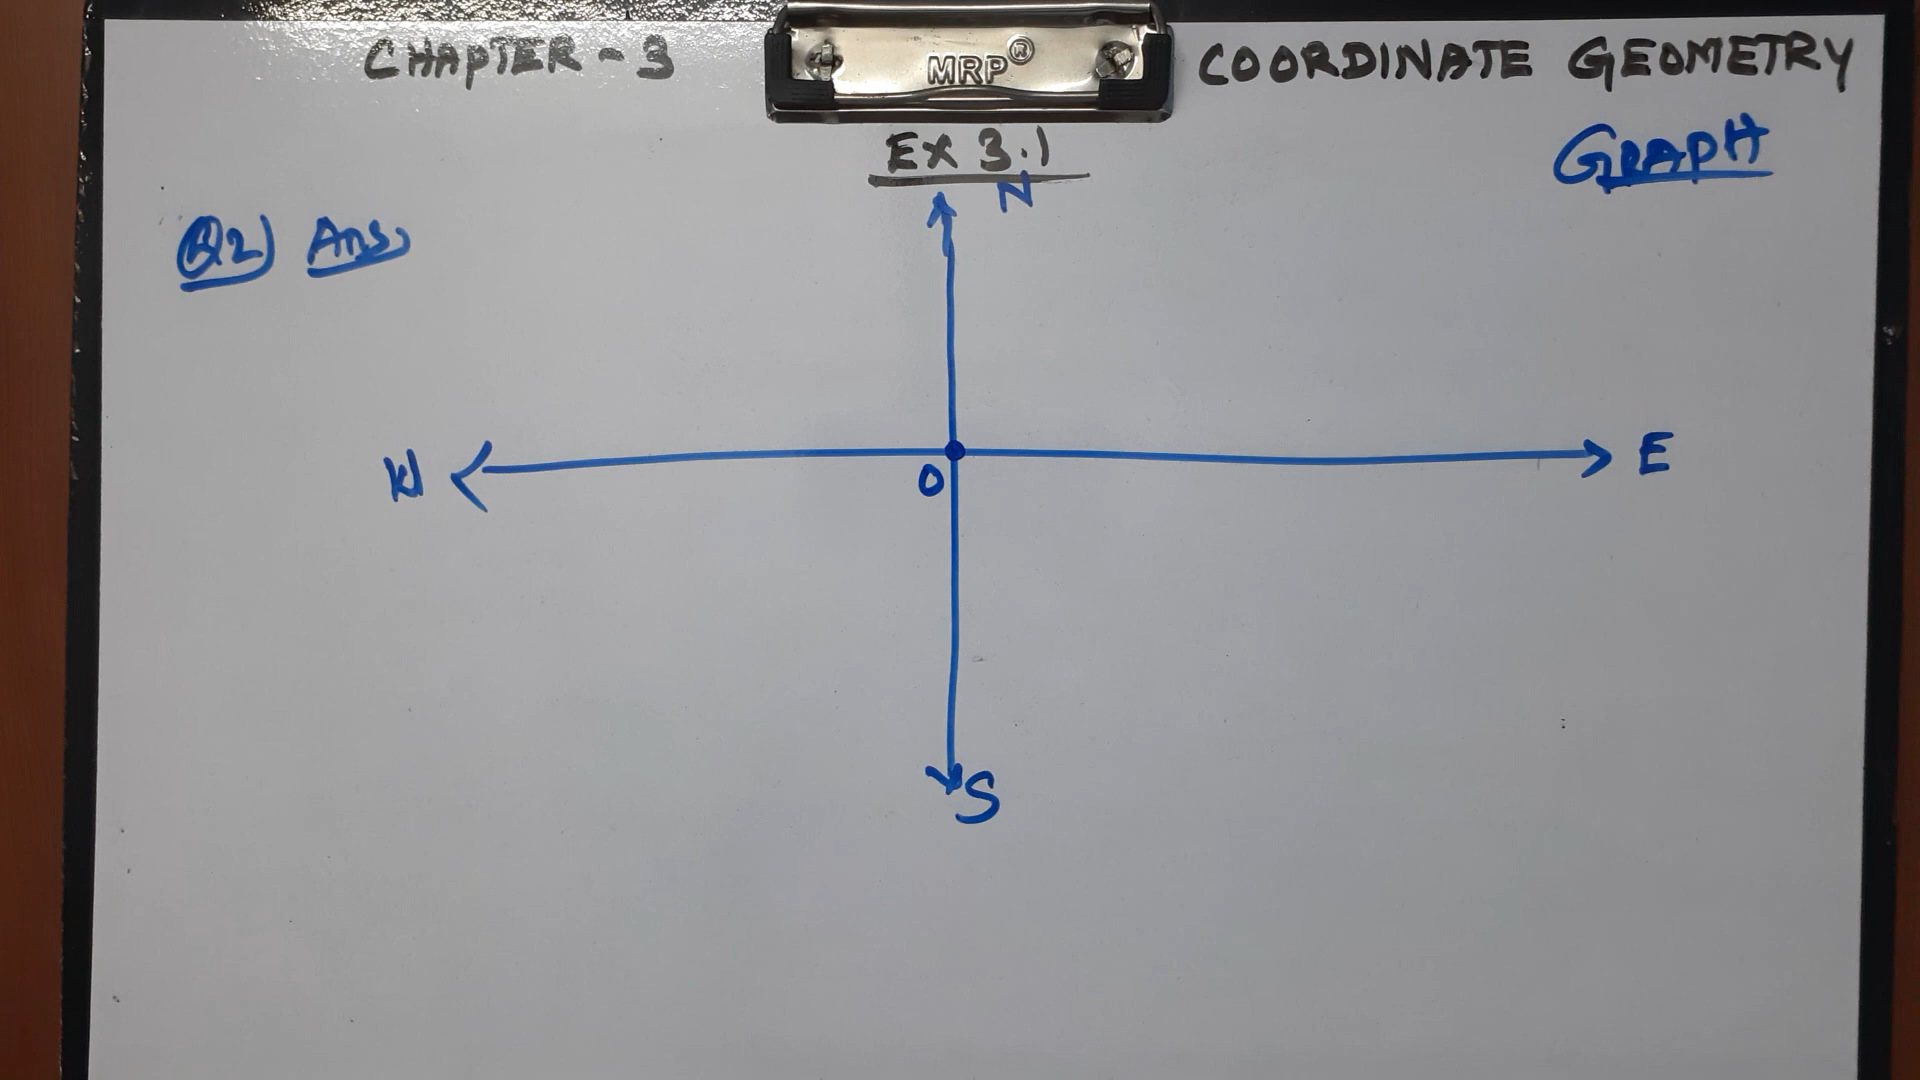 CHAPTER - 3
MRP®
COORDINATE GEOMETRY
EX 3.1
GRAPH
N
Q2) Ans,
W
E
O
S